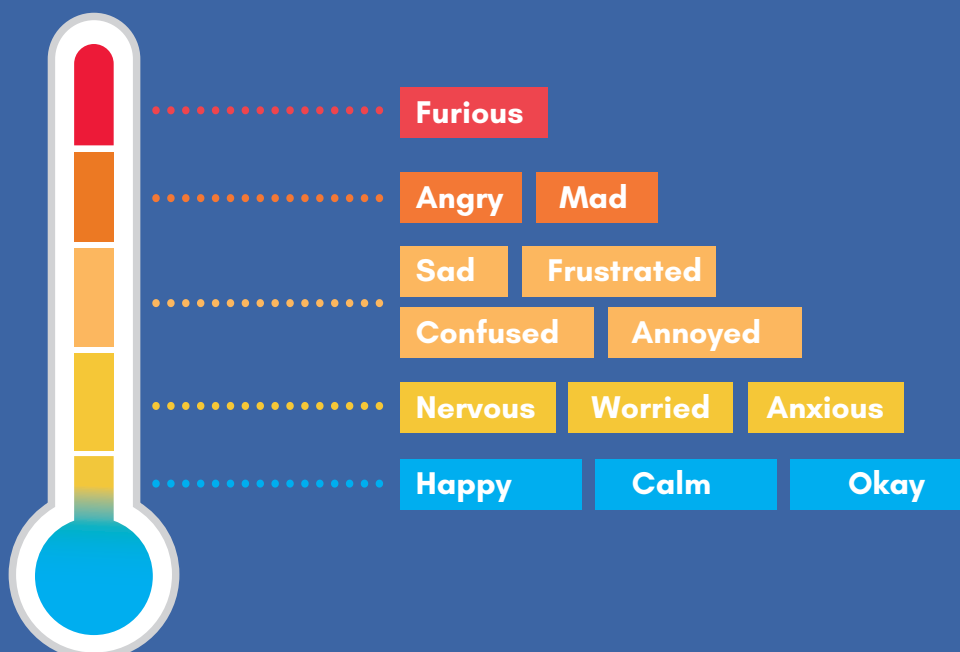 Furious
Angry Mad
Sad Frustrated
Confused Annoyed
Nervous Worried Anxious
Happy Calm Okay